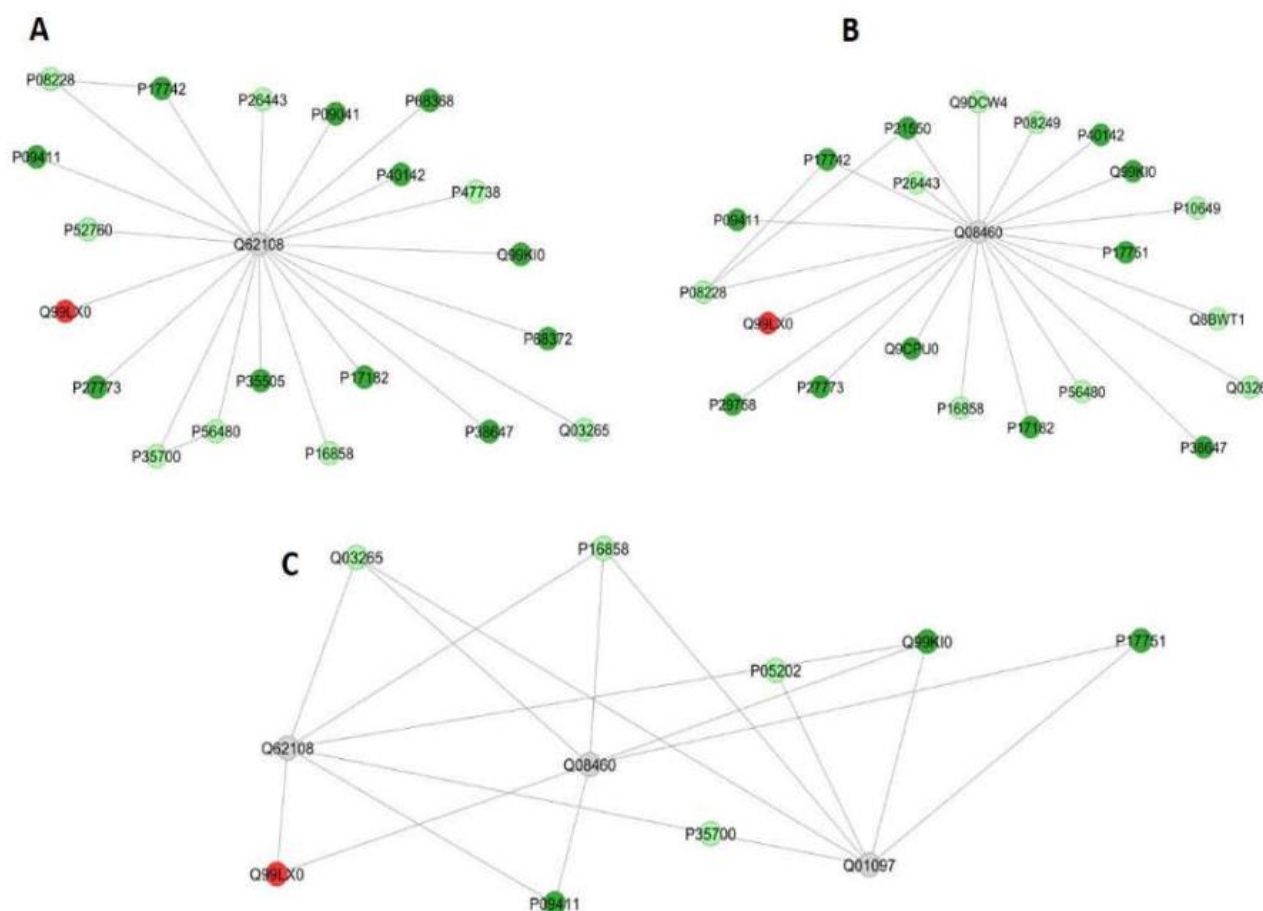 A
P08228
P17742
P26443
P09041
P68368
P09411
P40142
P47738
P52760
Q62108
Q99KI0
Q99LX0
P68372
P27773
P35505
P17182
P56480
P38647
Q03265
P35700
P16858
B
Q9DCW4
P21550
P08249
P40142
P17742
P26443
Q99KI0
P10649
P09411
Q08460
P17751
P08228
Q99LX0
Q8BWT1
Q9CPU0
P29758
P27773
P16858
P56480
Q0326
P17182
P38647
C
Q03265
P16858
Q99KI0
P17751
P05202
Q62108
Q08460
P35700
Q01097
Q99LX0
P09411